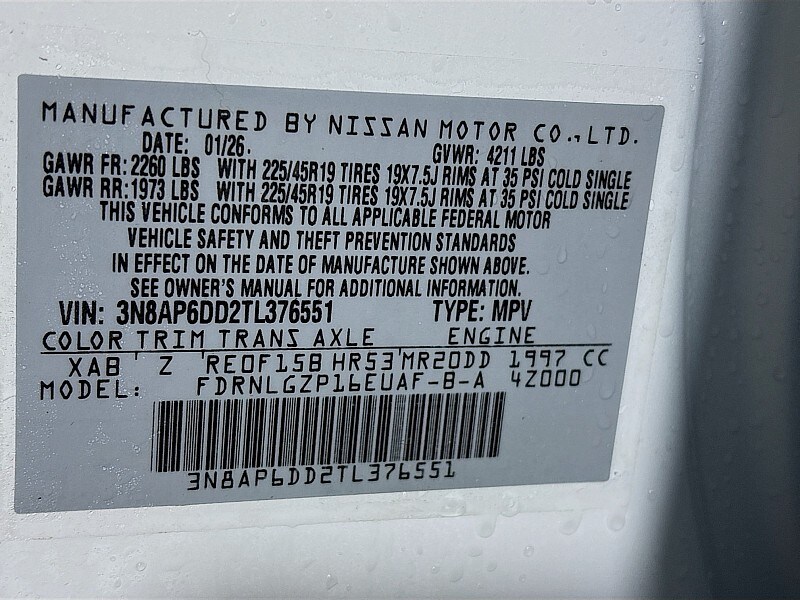 MANUFACTURED BY NISSAN MOTOR CO., LTD.
DATE: 01/26. GVWR: 4211 LBS
GAWR FR: 2260 LBS WITH 225/45R19 TIRES 19X7.5J RIMS AT 35 PSI COLD SINGLE
GAWR RR: 1973 LBS WITH 225/45R19 TIRES 19X7.5J RIMS AT 35 PSI COLD SINGLE
THIS VEHICLE CONFORMS TO ALL APPLICABLE FEDERAL MOTOR
VEHICLE SAFETY AND THEFT PREVENTION STANDARDS
IN EFFECT ON THE DATE OF MANUFACTURE SHOWN ABOVE.
SEE OWNER'S MANUAL FOR ADDITIONAL INFORMATION.
VIN: 3N8AP6DD2TL376551 TYPE: MPV
COLOR TRIM TRANS AXLE ENGINE
XAB Z RE0F15B HR53 MR20DD 1997 CC
MODEL: FDRNLGZP16EUAF-B-A 4Z000
3N8AP6DD2TL376551